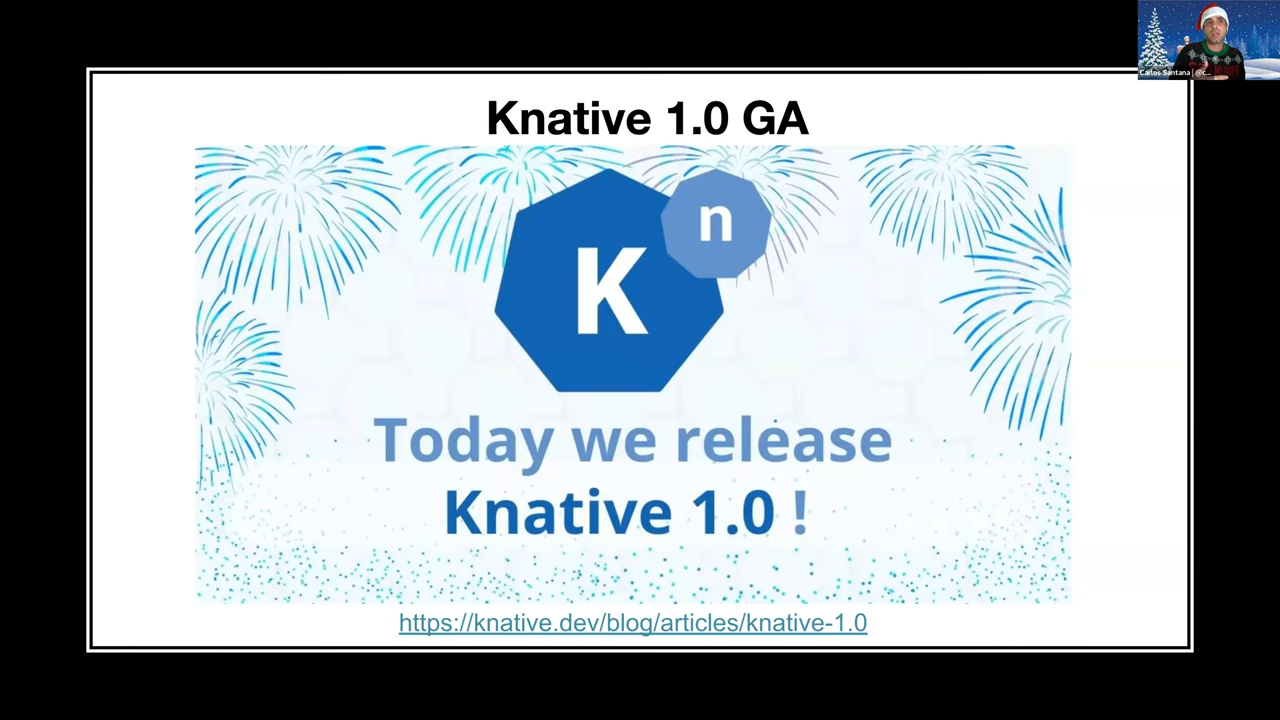 Carlos Santana | @c...
Knative 1.0 GA
n
K
Today we release
Knative 1.0 !
https://knative.dev/blog/articles/knative-1.0